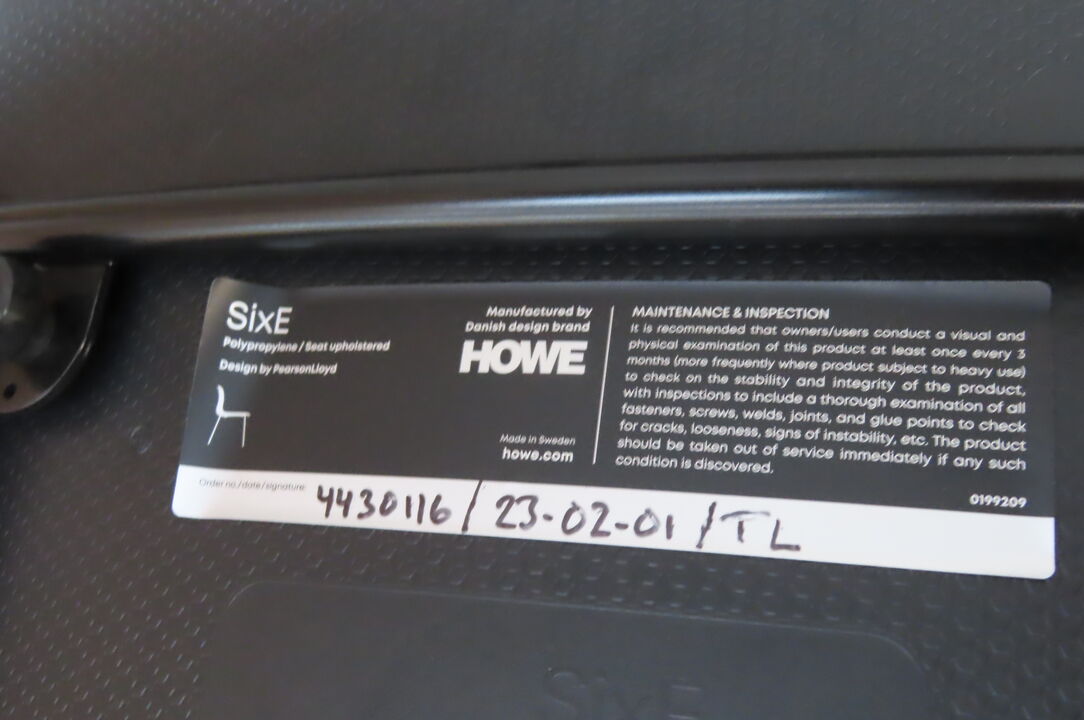 SixE
Polypropylene / Seat upholstered
Design by PearsonLloyd
Manufactured by
Danish design brand
HOWE
Made in Sweden
howe.com
MAINTENANCE & INSPECTION
It is recommended that owners/users conduct a visual and
physical examination of this product at least once every 3
months (more frequently where product subject to heavy use)
to check on the stability and integrity of the product,
with inspections to include a thorough examination of all
fasteners, screws, welds, joints, and glue points to check
for cracks, looseness, signs of instability, etc. The product
should be taken out of service immediately if any such
condition is discovered.
0199209
Order no./date/signature: 4430116 / 23-02-01 / TL
SixE